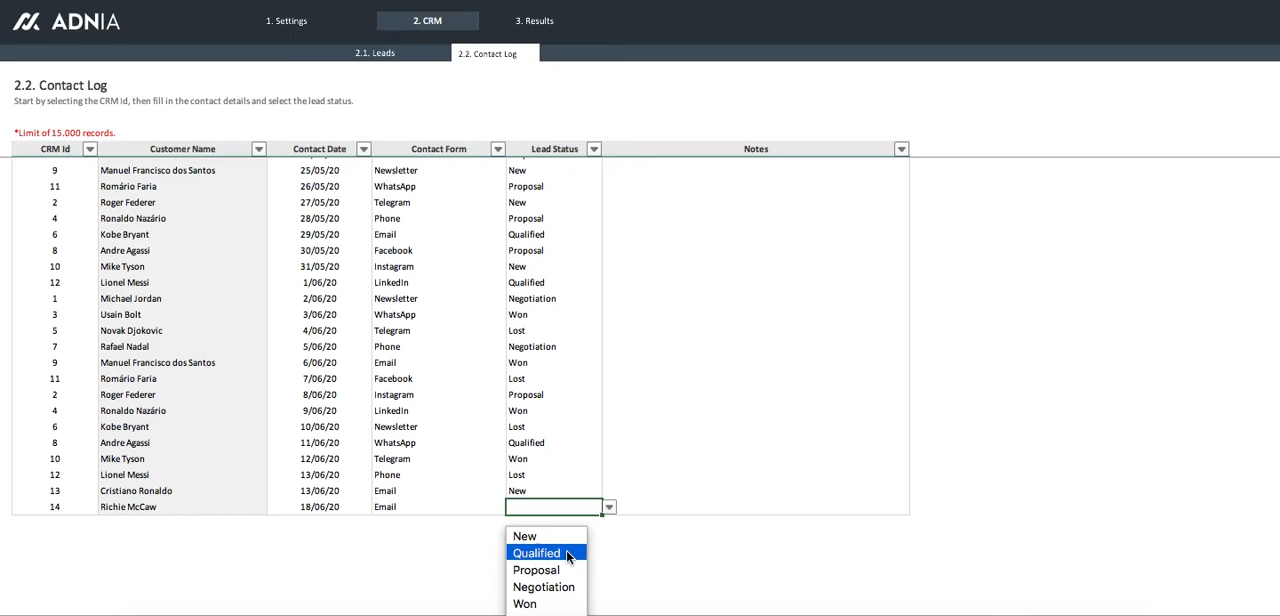 ADNIA 1. Settings 2. CRM 3. Results
2.1. Leads 2.2. Contact Log
2.2. Contact Log
Start by selecting the CRM Id, then fill in the contact details and select the lead status.
*Limit of 15.000 records.
CRM Id Customer Name Contact Date Contact Form Lead Status Notes
9 Manuel Francisco dos Santos 25/05/20 Newsletter New
11 Romário Faria 26/05/20 WhatsApp Proposal
2 Roger Federer 27/05/20 Telegram New
4 Ronaldo Nazário 28/05/20 Phone Proposal
6 Kobe Bryant 29/05/20 Email Qualified
8 Andre Agassi 30/05/20 Facebook Proposal
10 Mike Tyson 31/05/20 Instagram New
12 Lionel Messi 1/06/20 LinkedIn Qualified
1 Michael Jordan 2/06/20 Newsletter Negotiation
3 Usain Bolt 3/06/20 WhatsApp Won
5 Novak Djokovic 4/06/20 Telegram Lost
7 Rafael Nadal 5/06/20 Phone Negotiation
9 Manuel Francisco dos Santos 6/06/20 Email Won
11 Romário Faria 7/06/20 Facebook Lost
2 Roger Federer 8/06/20 Instagram Proposal
4 Ronaldo Nazário 9/06/20 LinkedIn Won
6 Kobe Bryant 10/06/20 Newsletter Lost
8 Andre Agassi 11/06/20 WhatsApp Qualified
10 Mike Tyson 12/06/20 Telegram Won
12 Lionel Messi 13/06/20 Phone Lost
13 Cristiano Ronaldo 13/06/20 Email New
14 Richie McCaw 18/06/20 Email
New
Qualified
Proposal
Negotiation
Won